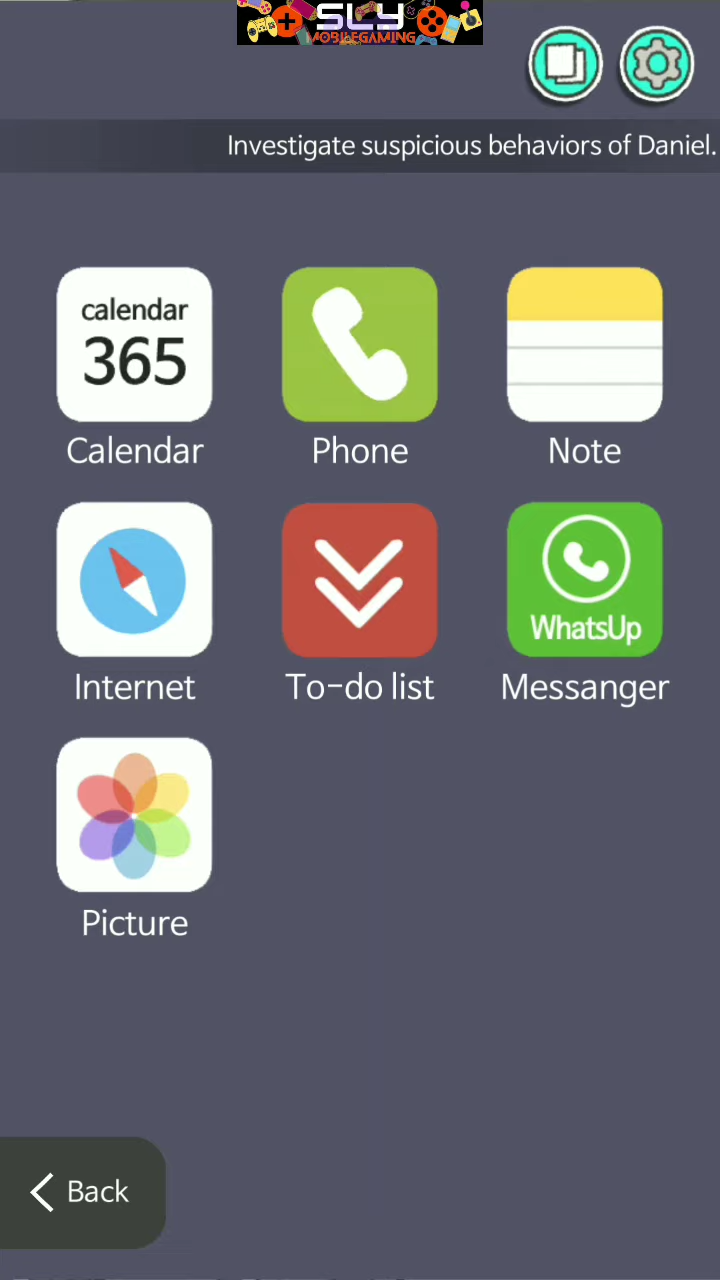 SLY
MOBILEGAMING
Investigate suspicious behaviors of Daniel.
calendar
365
Calendar
Phone
Note
WhatsUp
Internet
To-do list
Messanger
Picture
Back